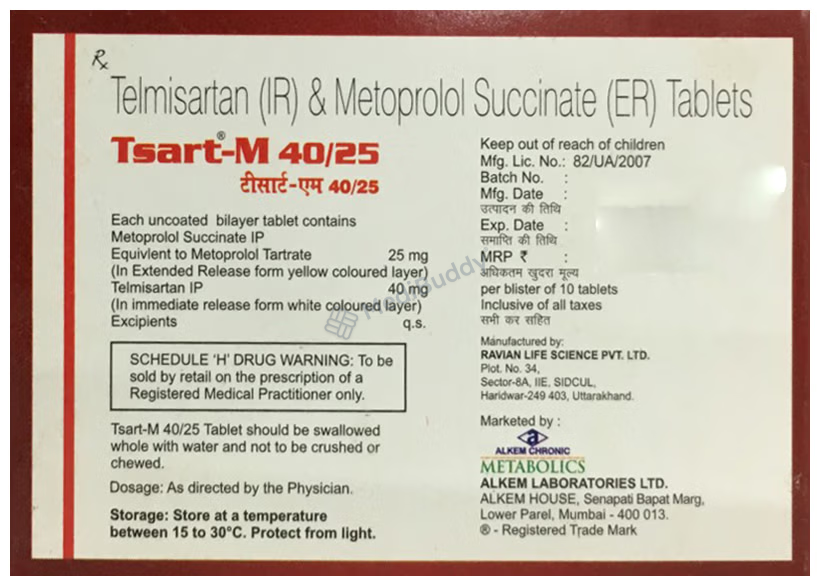 Rx
Telmisartan (IR) & Metoprolol Succinate (ER) Tablets
Tsart®-M 40/25
टीसार्ट-एम 40/25
Each uncoated bilayer tablet contains
Metoprolol Succinate IP
Equivlent to Metoprolol Tartrate 25 mg
(In Extended Release form yellow coloured layer)
Telmisartan IP 40 mg
(In immediate release form white coloured layer)
Excipients q.s.
SCHEDULE 'H' DRUG WARNING: To be
sold by retail on the prescription of a
Registered Medical Practitioner only.
Tsart-M 40/25 Tablet should be swallowed
whole with water and not to be crushed or
chewed.
Dosage: As directed by the Physician.
Storage: Store at a temperature
between 15 to 30°C. Protect from light.
Keep out of reach of children
Mfg. Lic. No.: 82/UA/2007
Batch No. :
Mfg. Date :
उत्पादन की तिथि
Exp. Date :
समाप्ति की तिथि
MRP ₹ :
अधिकतम खुदरा मूल्य
per blister of 10 tablets
Inclusive of all taxes
सभी कर सहित
Manufactured by:
RAVIAN LIFE SCIENCE PVT. LTD.
Plot. No. 34,
Sector-8A, IIE, SIDCUL,
Haridwar-249 403, Uttarakhand.
Marketed by :
a
ALKEM CHRONIC
METABOLICS
ALKEM LABORATORIES LTD.
ALKEM HOUSE, Senapati Bapat Marg,
Lower Parel, Mumbai - 400 013.
® - Registered Trade Mark
MediBuddy